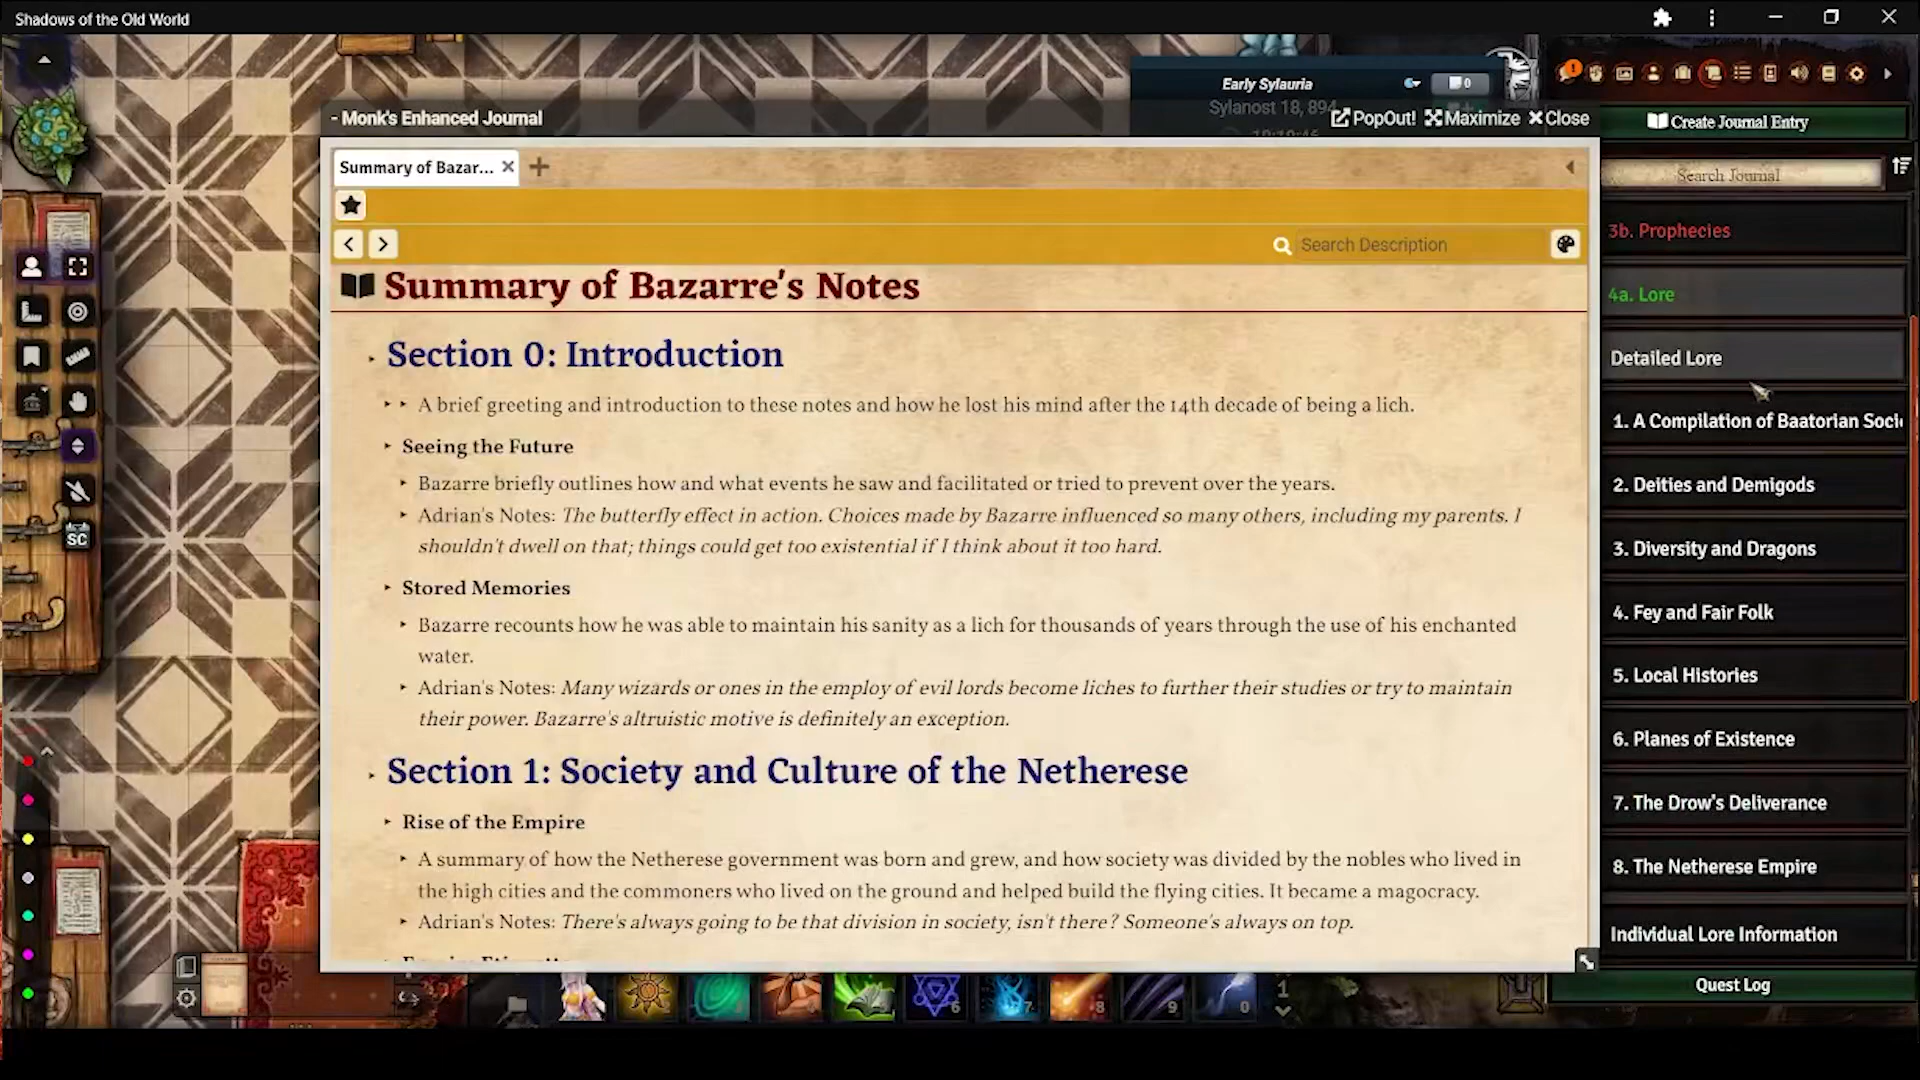 Shadows of the Old World
Early Sylauria
0
Sylanost 18, 894
- Monk's Enhanced Journal
PopOut!
Maximize
Close
Create Journal Entry
Summary of Bazar...
Search Journal
Search Description
Summary of Bazarre's Notes
Section 0: Introduction
A brief greeting and introduction to these notes and how he lost his mind after the 14th decade of being a lich.
Seeing the Future
Bazarre briefly outlines how and what events he saw and facilitated or tried to prevent over the years.
Adrian's Notes: The butterfly effect in action. Choices made by Bazarre influenced so many others, including my parents. I
shouldn't dwell on that; things could get too existential if I think about it too hard.
Stored Memories
Bazarre recounts how he was able to maintain his sanity as a lich for thousands of years through the use of his enchanted
water.
Adrian's Notes: Many wizards or ones in the employ of evil lords become liches to further their studies or try to maintain
their power. Bazarre's altruistic motive is definitely an exception.
Section 1: Society and Culture of the Netherese
Rise of the Empire
A summary of how the Netherese government was born and grew, and how society was divided by the nobles who lived in
the high cities and the commoners who lived on the ground and helped build the flying cities. It became a magocracy.
Adrian's Notes: There's always going to be that division in society, isn't there? Someone's always on top.
3b. Prophecies
4a. Lore
Detailed Lore
1. A Compilation of Baatorian Soci
2. Deities and Demigods
3. Diversity and Dragons
4. Fey and Fair Folk
5. Local Histories
6. Planes of Existence
7. The Drow's Deliverance
8. The Netherese Empire
Individual Lore Information
Quest Log
SC
6
7
8
9
0
1